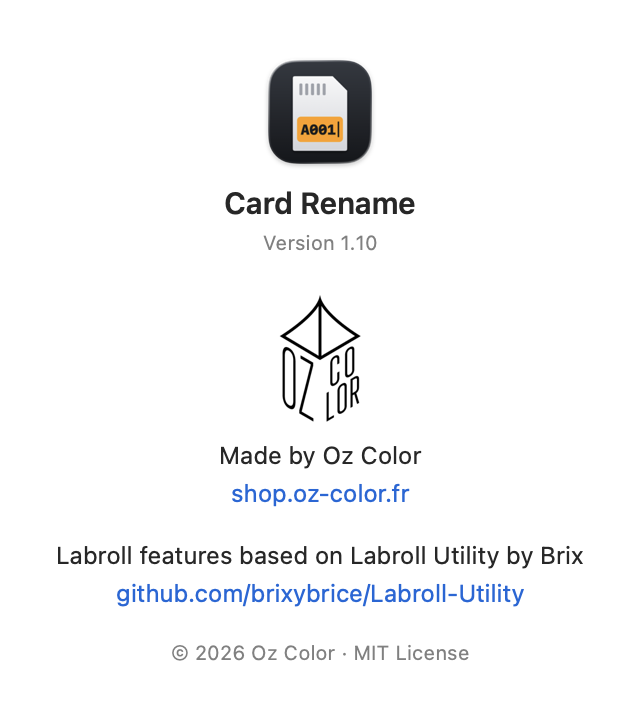 A001
Card Rename
Version 1.10
OZ
CO
LOR
Made by Oz Color
shop.oz-color.fr
Labroll features based on Labroll Utility by Brix
github.com/brixybrice/Labroll-Utility
© 2026 Oz Color · MIT License